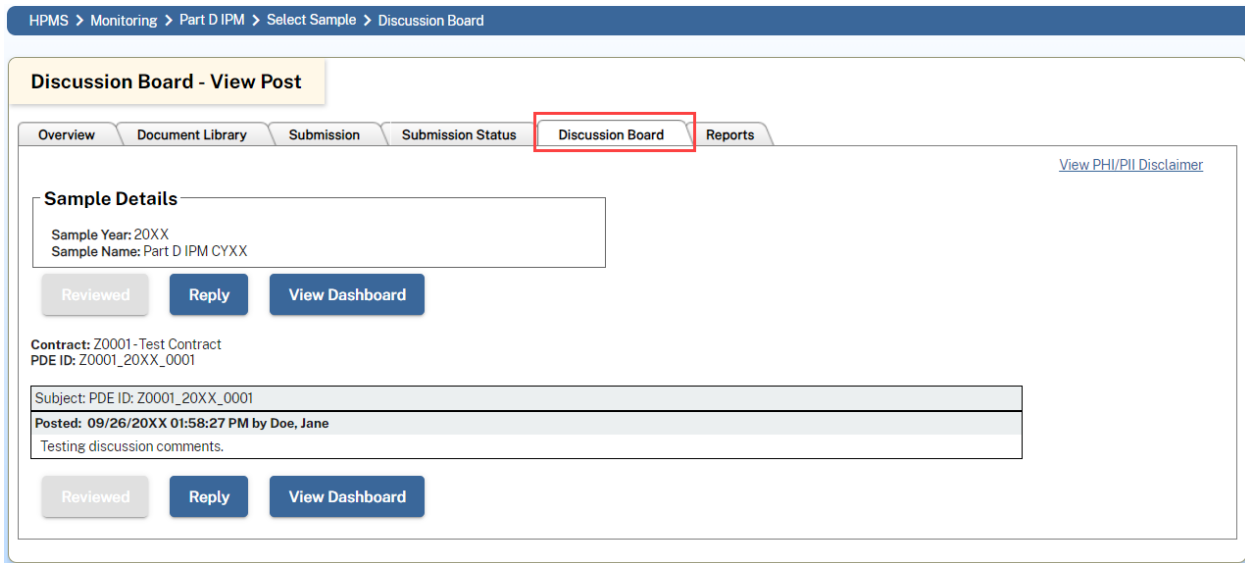 HPMS > Monitoring > Part D IPM > Select Sample > Discussion Board
Discussion Board - View Post
Overview Document Library Submission Submission Status Discussion Board Reports
View PHI/PII Disclaimer
Sample Details
Sample Year: 20XX
Sample Name: Part D IPM CYXX
Reviewed Reply View Dashboard
Contract: Z0001-Test Contract
PDE ID: Z0001_20XX_0001
Subject: PDE ID: Z0001_20XX_0001
Posted: 09/26/20XX 01:58:27 PM by Doe, Jane
Testing discussion comments.
Reviewed Reply View Dashboard